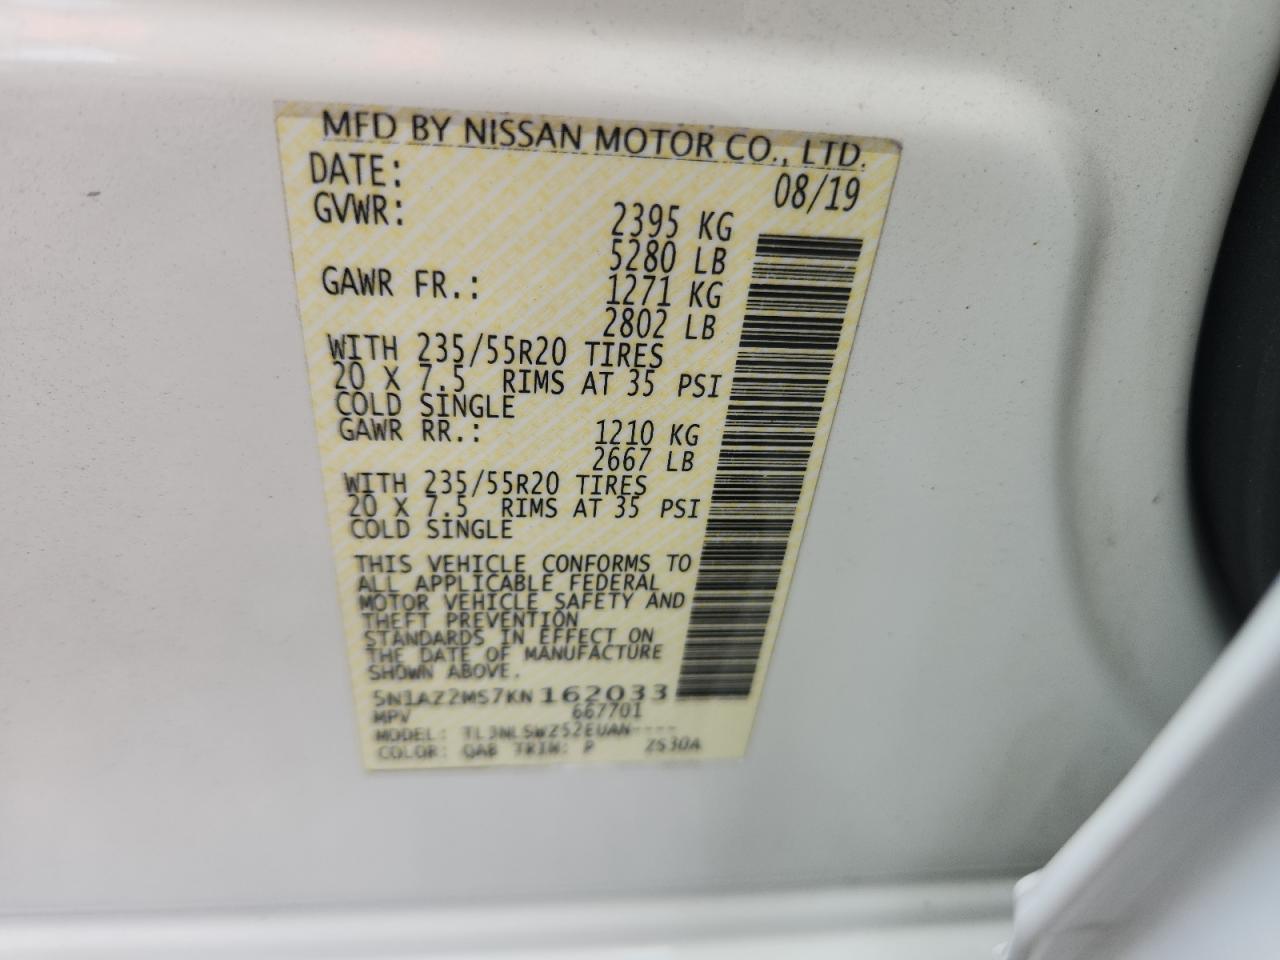 MFD BY NISSAN MOTOR CO., LTD.
DATE: 08/19
GVWR: 2395 KG
5280 LB
GAWR FR.: 1271 KG
2802 LB
WITH 235/55R20 TIRES
20 X 7.5 RIMS AT 35 PSI
COLD SINGLE
GAWR RR.: 1210 KG
2667 LB
WITH 235/55R20 TIRES
20 X 7.5 RIMS AT 35 PSI
COLD SINGLE
THIS VEHICLE CONFORMS TO
ALL APPLICABLE FEDERAL
MOTOR VEHICLE SAFETY AND
THEFT PREVENTION
STANDARDS IN EFFECT ON
THE DATE OF MANUFACTURE
SHOWN ABOVE.
5N1AZ2MS7KN162033
MPV 667701
MODEL:
COLOR: QAB TRIM: P